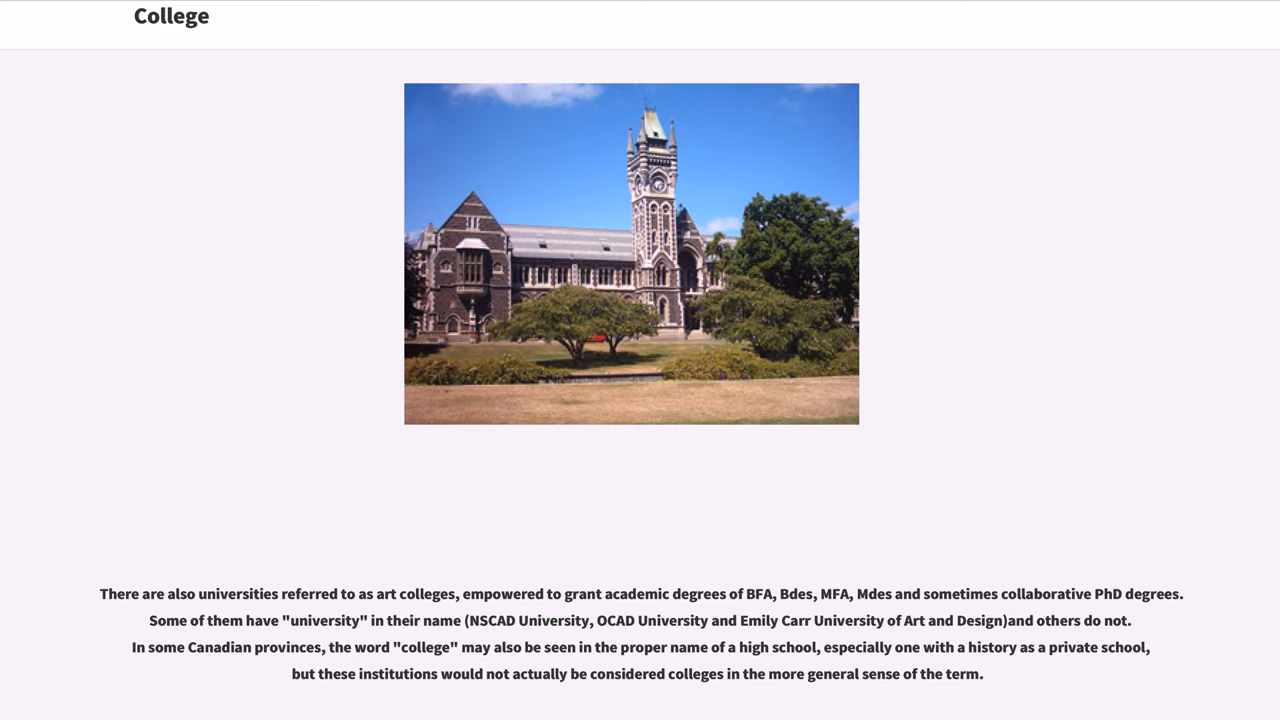 College
There are also universities referred to as art colleges, empowered to grant academic degrees of BFA, Bdes, MFA, Mdes and sometimes collaborative PhD degrees.
Some of them have "university" in their name (NSCAD University, OCAD University and Emily Carr University of Art and Design)and others do not.
In some Canadian provinces, the word "college" may also be seen in the proper name of a high school, especially one with a history as a private school,
but these institutions would not actually be considered colleges in the more general sense of the term.